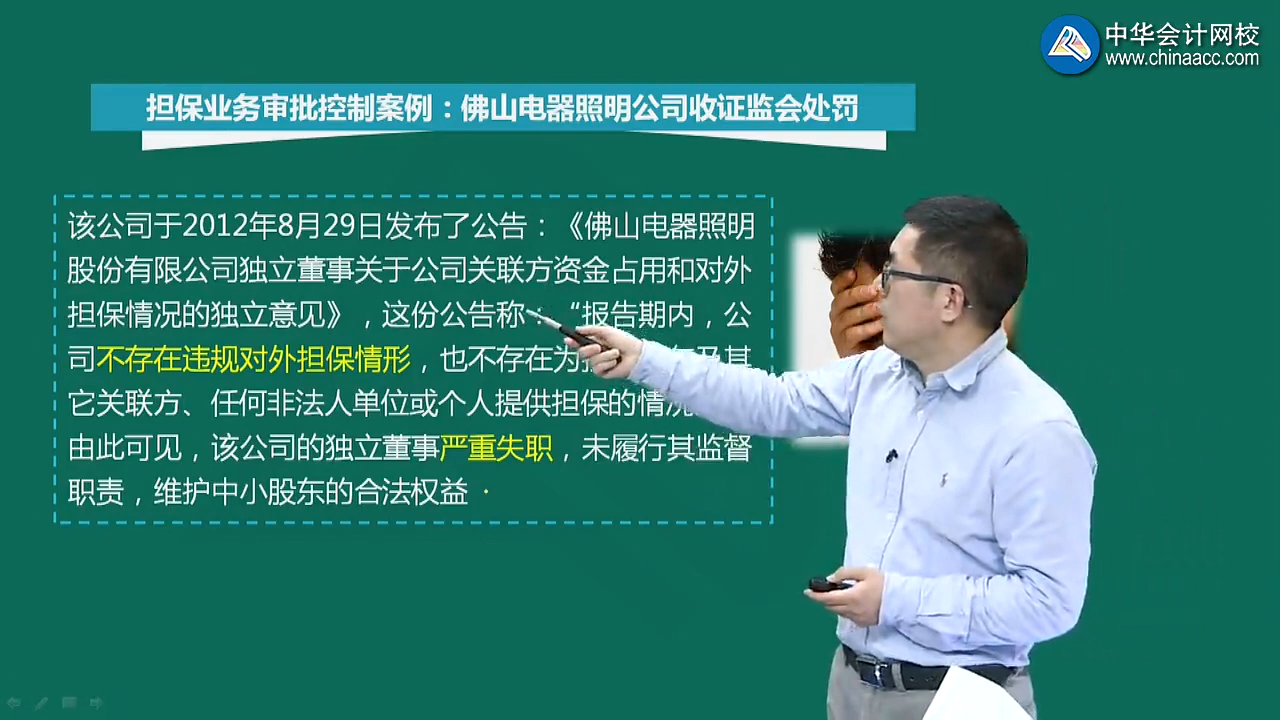 中华会计网校
www.chinaacc.com
担保业务审批控制案例：佛山电器照明公司收证监会处罚
该公司于2012年8月29日发布了公告：《佛山电器照明
股份有限公司独立董事关于公司关联方资金占用和对外
担保情况的独立意见》，这份公告称：“报告期内，公
司不存在违规对外担保情形，也不存在为 及其
它关联方、任何非法人单位或个人提供担保的情况
由此可见，该公司的独立董事严重失职，未履行其监督
职责，维护中小股东的合法权益